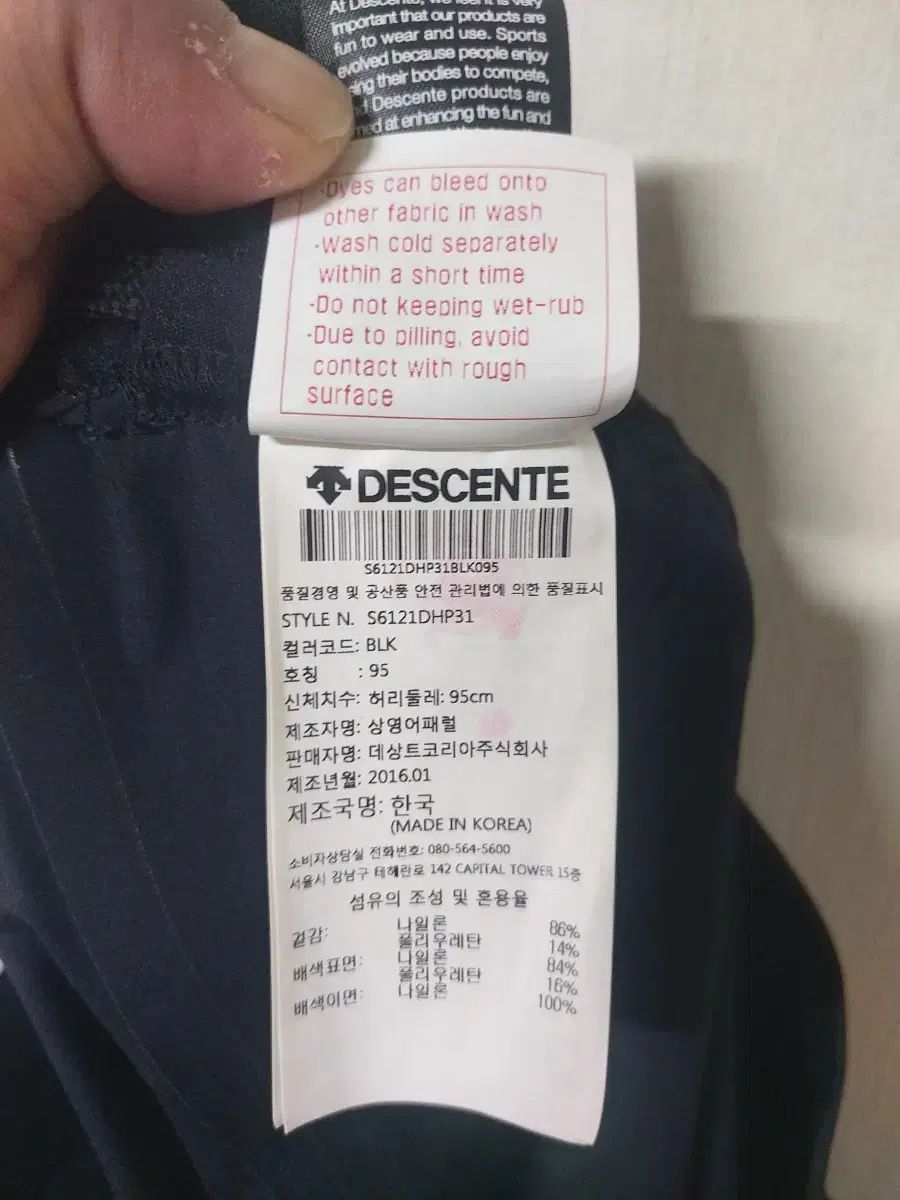 At Descente, we feel it is very
important that our products are
fun to wear and use. Sports
evolved because people enjoy
their bodies to compete,
Descente products are
at enhancing the fun and
-Dyes can bleed onto
other fabric in wash
-Wash cold separately
within a short time
-Do not keeping wet-rub
-Due to pilling, avoid
contact with rough
surface
DESCENTE
S6121DHP31BLK095
품질경영 및 공산품 안전 관리법에 의한 품질표시
STYLE N. S6121DHP31
컬러코드: BLK
호칭 : 95
신체치수: 허리둘레: 95cm
제조자명: 상영어패럴
판매자명: 데상트코리아주식회사
제조년월: 2016.01
제조국명: 한국
(MADE IN KOREA)
소비자상담실 전화번호: 080-564-5600
서울시 강남구 테헤란로 142 CAPITAL TOWER 15층
섬유의 조성 및 혼용율
겉감: 나일론 86%
폴리우레탄 14%
배색표면: 나일론 84%
폴리우레탄 16%
배색이면: 나일론 100%